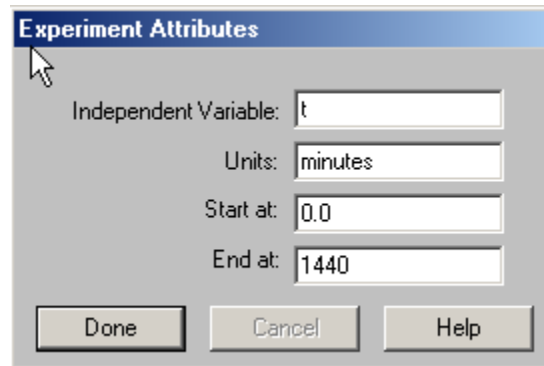 Experiment Attributes
Independent Variable: t
Units: minutes
Start at: 0.0
End at: 1440
Done Cancel Help